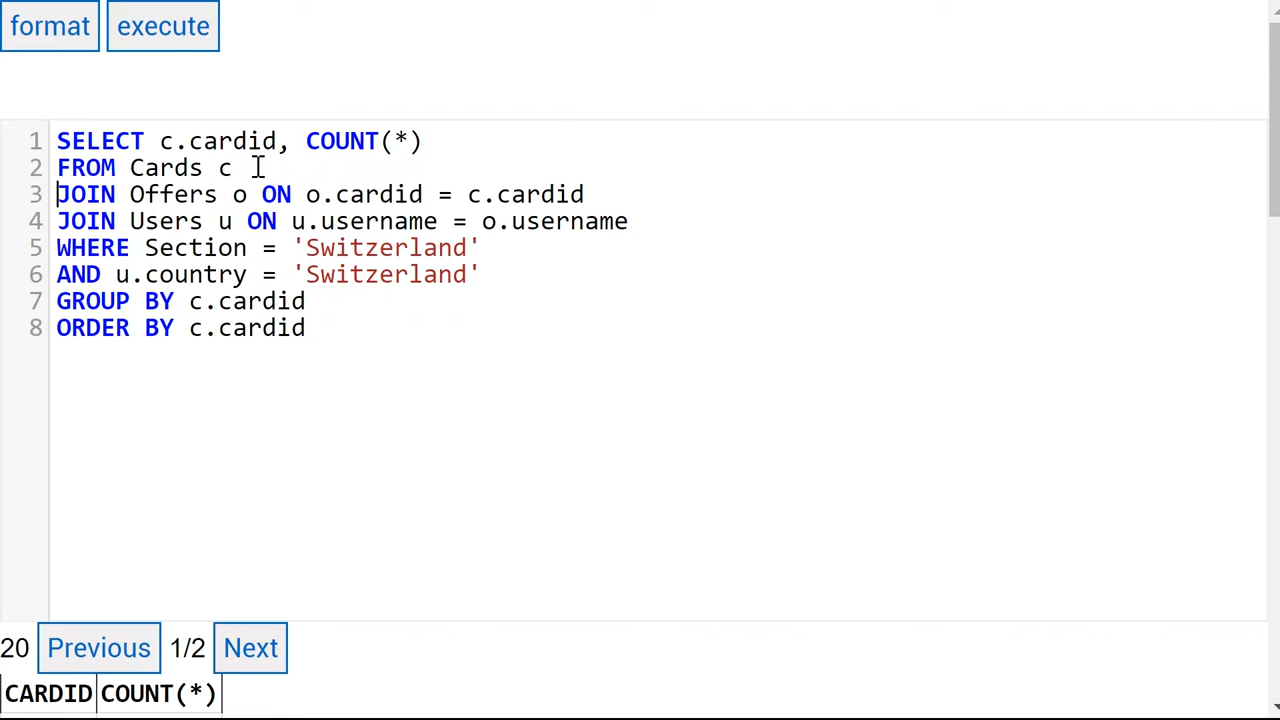 format execute
1 SELECT c.cardid, COUNT(*)
2 FROM Cards c
3 JOIN Offers o ON o.cardid = c.cardid
4 JOIN Users u ON u.username = o.username
5 WHERE Section = 'Switzerland'
6 AND u.country = 'Switzerland'
7 GROUP BY c.cardid
8 ORDER BY c.cardid
20 Previous 1/2 Next
CARDID COUNT(*)